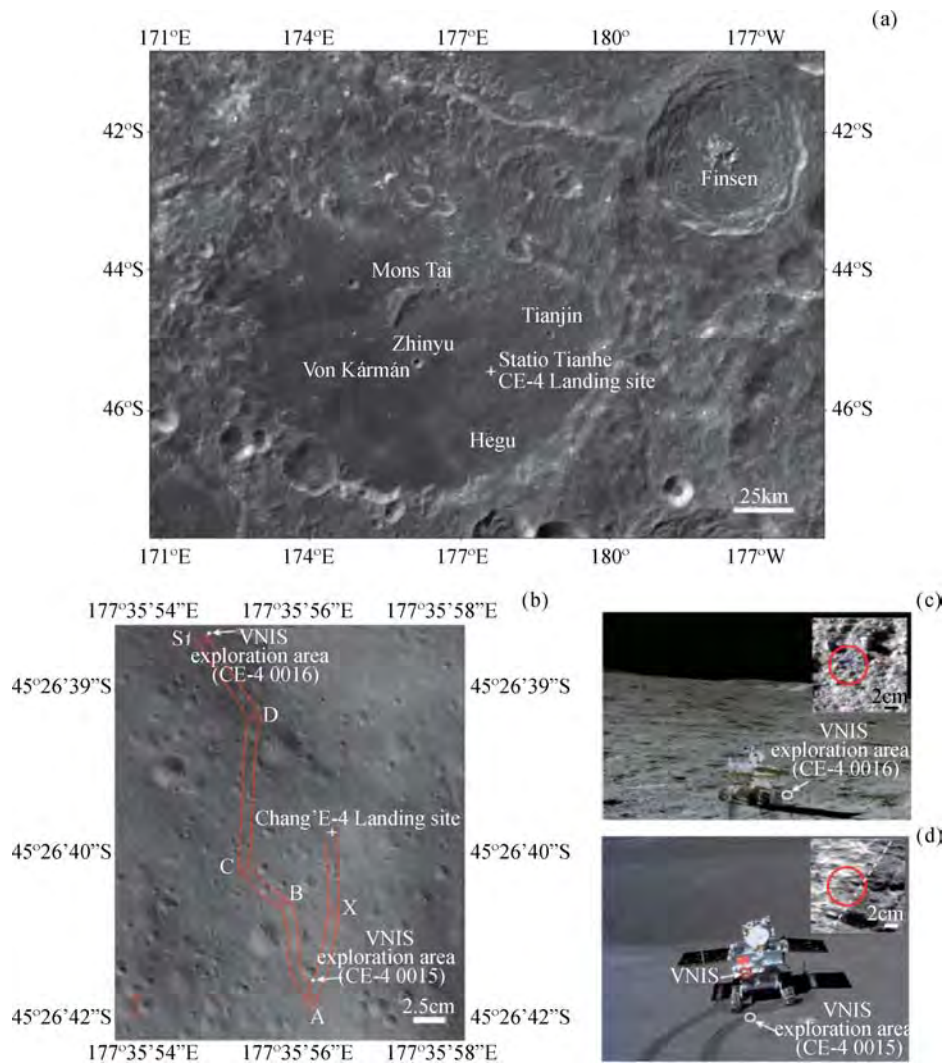 (a)
171°E
174°E
177°E
180°
177°W
42°S
42°S
Finsen
44°S
44°S
Mons Tai
Tianjin
Zhinyu
Statio Tianhe
Von Kármán
CE-4 Landing site
46°S
46°S
Hegu
25km
171°E
174°E
177°E
180°
177°W
(b)
177°35’54”E
177°35’56”E
177°35’58”E
S1
VNIS
exploration area
(CE-4 0016)
45°26’39”S
45°26’39”S
D
Chang’E-4 Landing site
45°26’40”S
45°26’40”S
C
B
X
VNIS
exploration area
(CE-4 0015)
A
2.5cm
45°26’42”S
45°26’42”S
177°35’54”E
177°35’56”E
177°35’58”E
(c)
2cm
VNIS
exploration area
(CE-4 0016)
(d)
2cm
VNIS
VNIS
exploration area
(CE-4 0015)